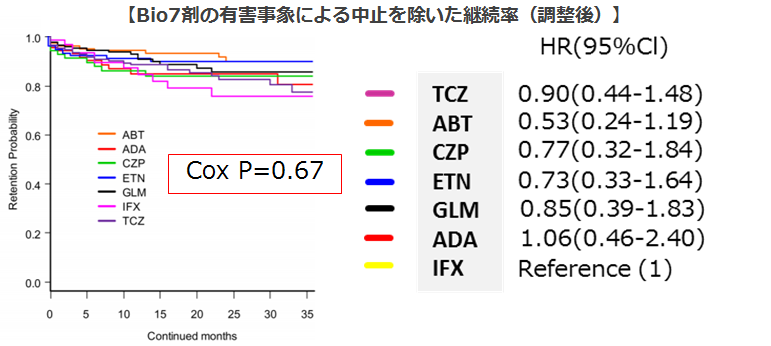 【Bio7剤の有害事象による中止を除いた継続率（調整後）】
HR(95%Cl)
Retention Probability
1.0
0.8
0.6
0.4
0.2
0.0
ABT
ADA
CZP
ETN
GLM
IFX
TCZ
Cox P=0.67
0 5 10 15 20 25 30 35
Continued months
TCZ 0.90(0.44-1.48)
ABT 0.53(0.24-1.19)
CZP 0.77(0.32-1.84)
ETN 0.73(0.33-1.64)
GLM 0.85(0.39-1.83)
ADA 1.06(0.46-2.40)
IFX Reference (1)